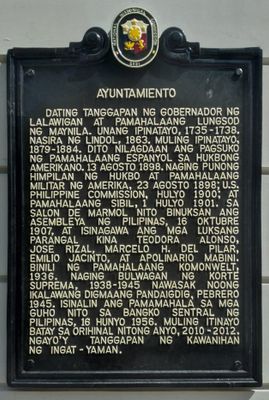 AYUNTAMIENTO
DATING TANGGAPAN NG GOBERNADOR NG
LALAWIGAN AT PAMAHALAANG LUNGSOD
NG MAYNILA. UNANG IPINATAYO, 1735-1738.
NASIRA NG LINDOL, 1863. MULING IPINATAYO,
1879-1884. DITO NILAGDAAN ANG PAGSUKO
NG PAMAHALAANG ESPANYOL SA HUKBONG
AMERIKANO. 13 AGOSTO 1898. NAGING PUNONG
HIMPILAN NG HUKBO AT PAMAHALAANG
MILITAR NG AMERIKA, 23 AGOSTO 1898; U.S.
PHILIPPINE COMMISSION, HULYO 1900; AT
PAMAHALAANG SIBIL, 1 HULYO 1901. SA
SALON DE MARMOL NITO BINUKSAN ANG
ASEMBLEYA NG PILIPINAS, 16 OKTUBRE
1907, AT ISINAGAWA ANG MGA LUKSANG
PARANGAL KINA TEODORA ALONSO,
JOSE RIZAL, MARCELO H. DEL PILAR,
EMILIO JACINTO, AT APOLINARIO MABINI.
BINILI NG PAMAHALAANG KOMONWELT,
1936. NAGING BULWAGAN NG KORTE
SUPREMA, 1938-1945 NAWASAK NOONG
IKALAWANG DIGMAANG PANDAIGDIG, PEBRERO
1945. ISINALIN ANG PAMAMAHALA SA MGA
GUHO NITO SA BANGKO SENTRAL NG
PILIPINAS, 16 HUNYO 1956. MULING ITINAYO
BATAY SA ORIHINAL NITONG ANYO, 2010-2012.
NGAYO'Y TANGGAPAN NG KAWANIHAN
NG INGAT-YAMAN.